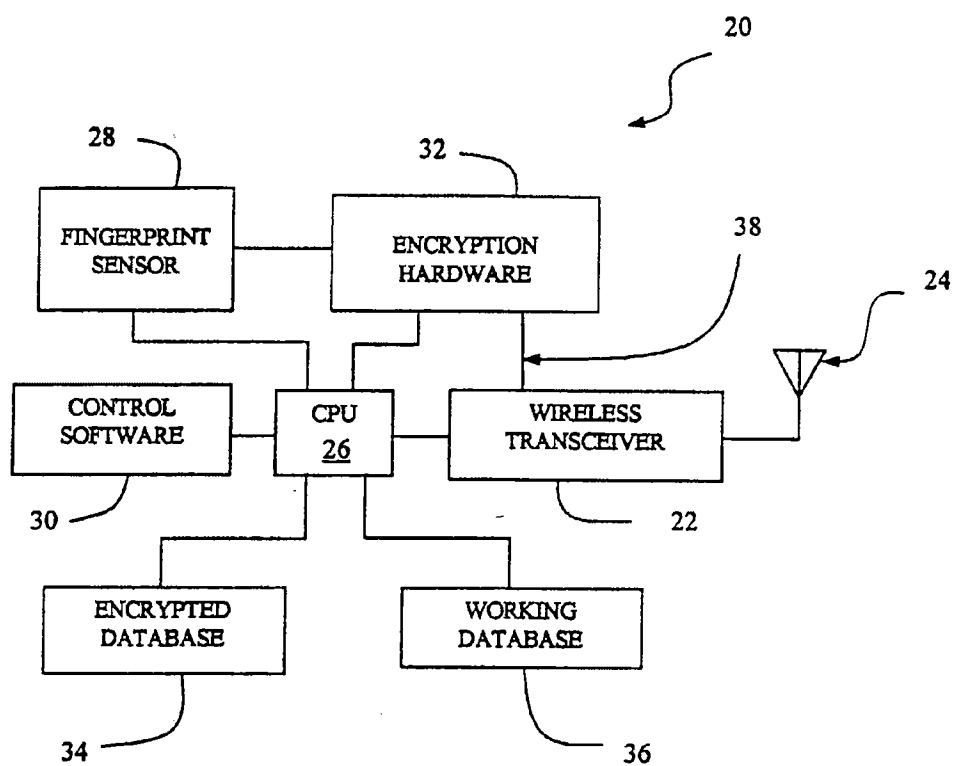 20
28
32
FINGERPRINT
SENSOR
ENCRYPTION
HARDWARE
38
24
CONTROL
SOFTWARE
CPU
26
WIRELESS
TRANSCEIVER
30
22
ENCRYPTED
DATABASE
WORKING
DATABASE
34
36